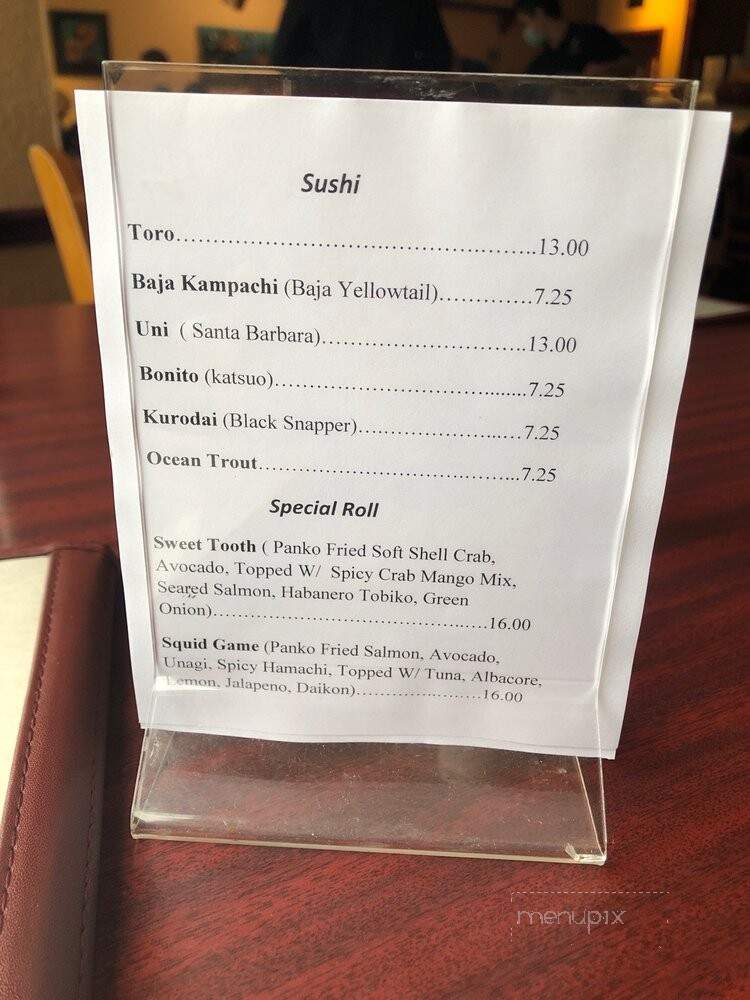 Sushi
Toro……………………………………………..13.00
Baja Kampachi (Baja Yellowtail)………….7.25
Uni ( Santa Barbara)………………………..13.00
Bonito (katsuo)……………………….......7.25
Kurodai (Black Snapper)………………..…7.25
Ocean Trout……………………………...7.25
Special Roll
Sweet Tooth ( Panko Fried Soft Shell Crab,
Avocado, Topped W/ Spicy Crab Mango Mix,
Seared Salmon, Habanero Tobiko, Green
Onion)………………………………..….16.00
Squid Game (Panko Fried Salmon, Avocado,
Unagi, Spicy Hamachi, Topped W/ Tuna, Albacore,
Lemon, Jalapeno, Daikon)……………………16.00
menupix